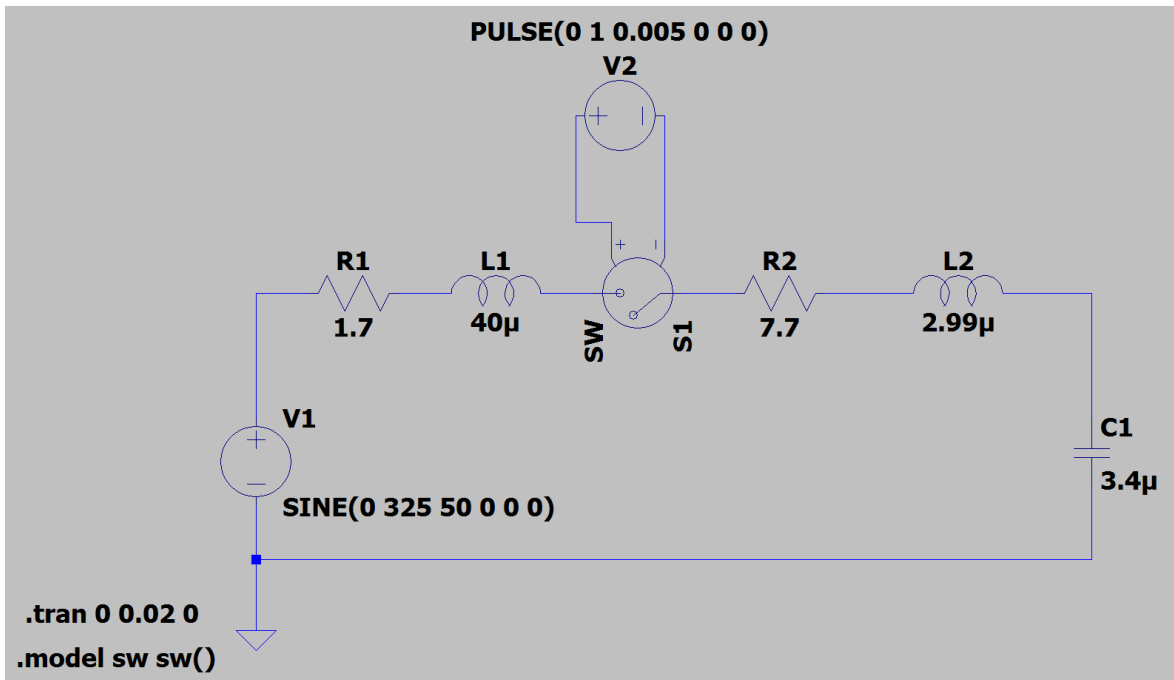 PULSE(0 1 0.005 0 0 0)
V2
R1
L1
R2
L2
1.7
40µ
SW
S1
7.7
2.99µ
V1
C1
3.4µ
SINE(0 325 50 0 0 0)
.tran 0 0.02 0
.model sw sw()